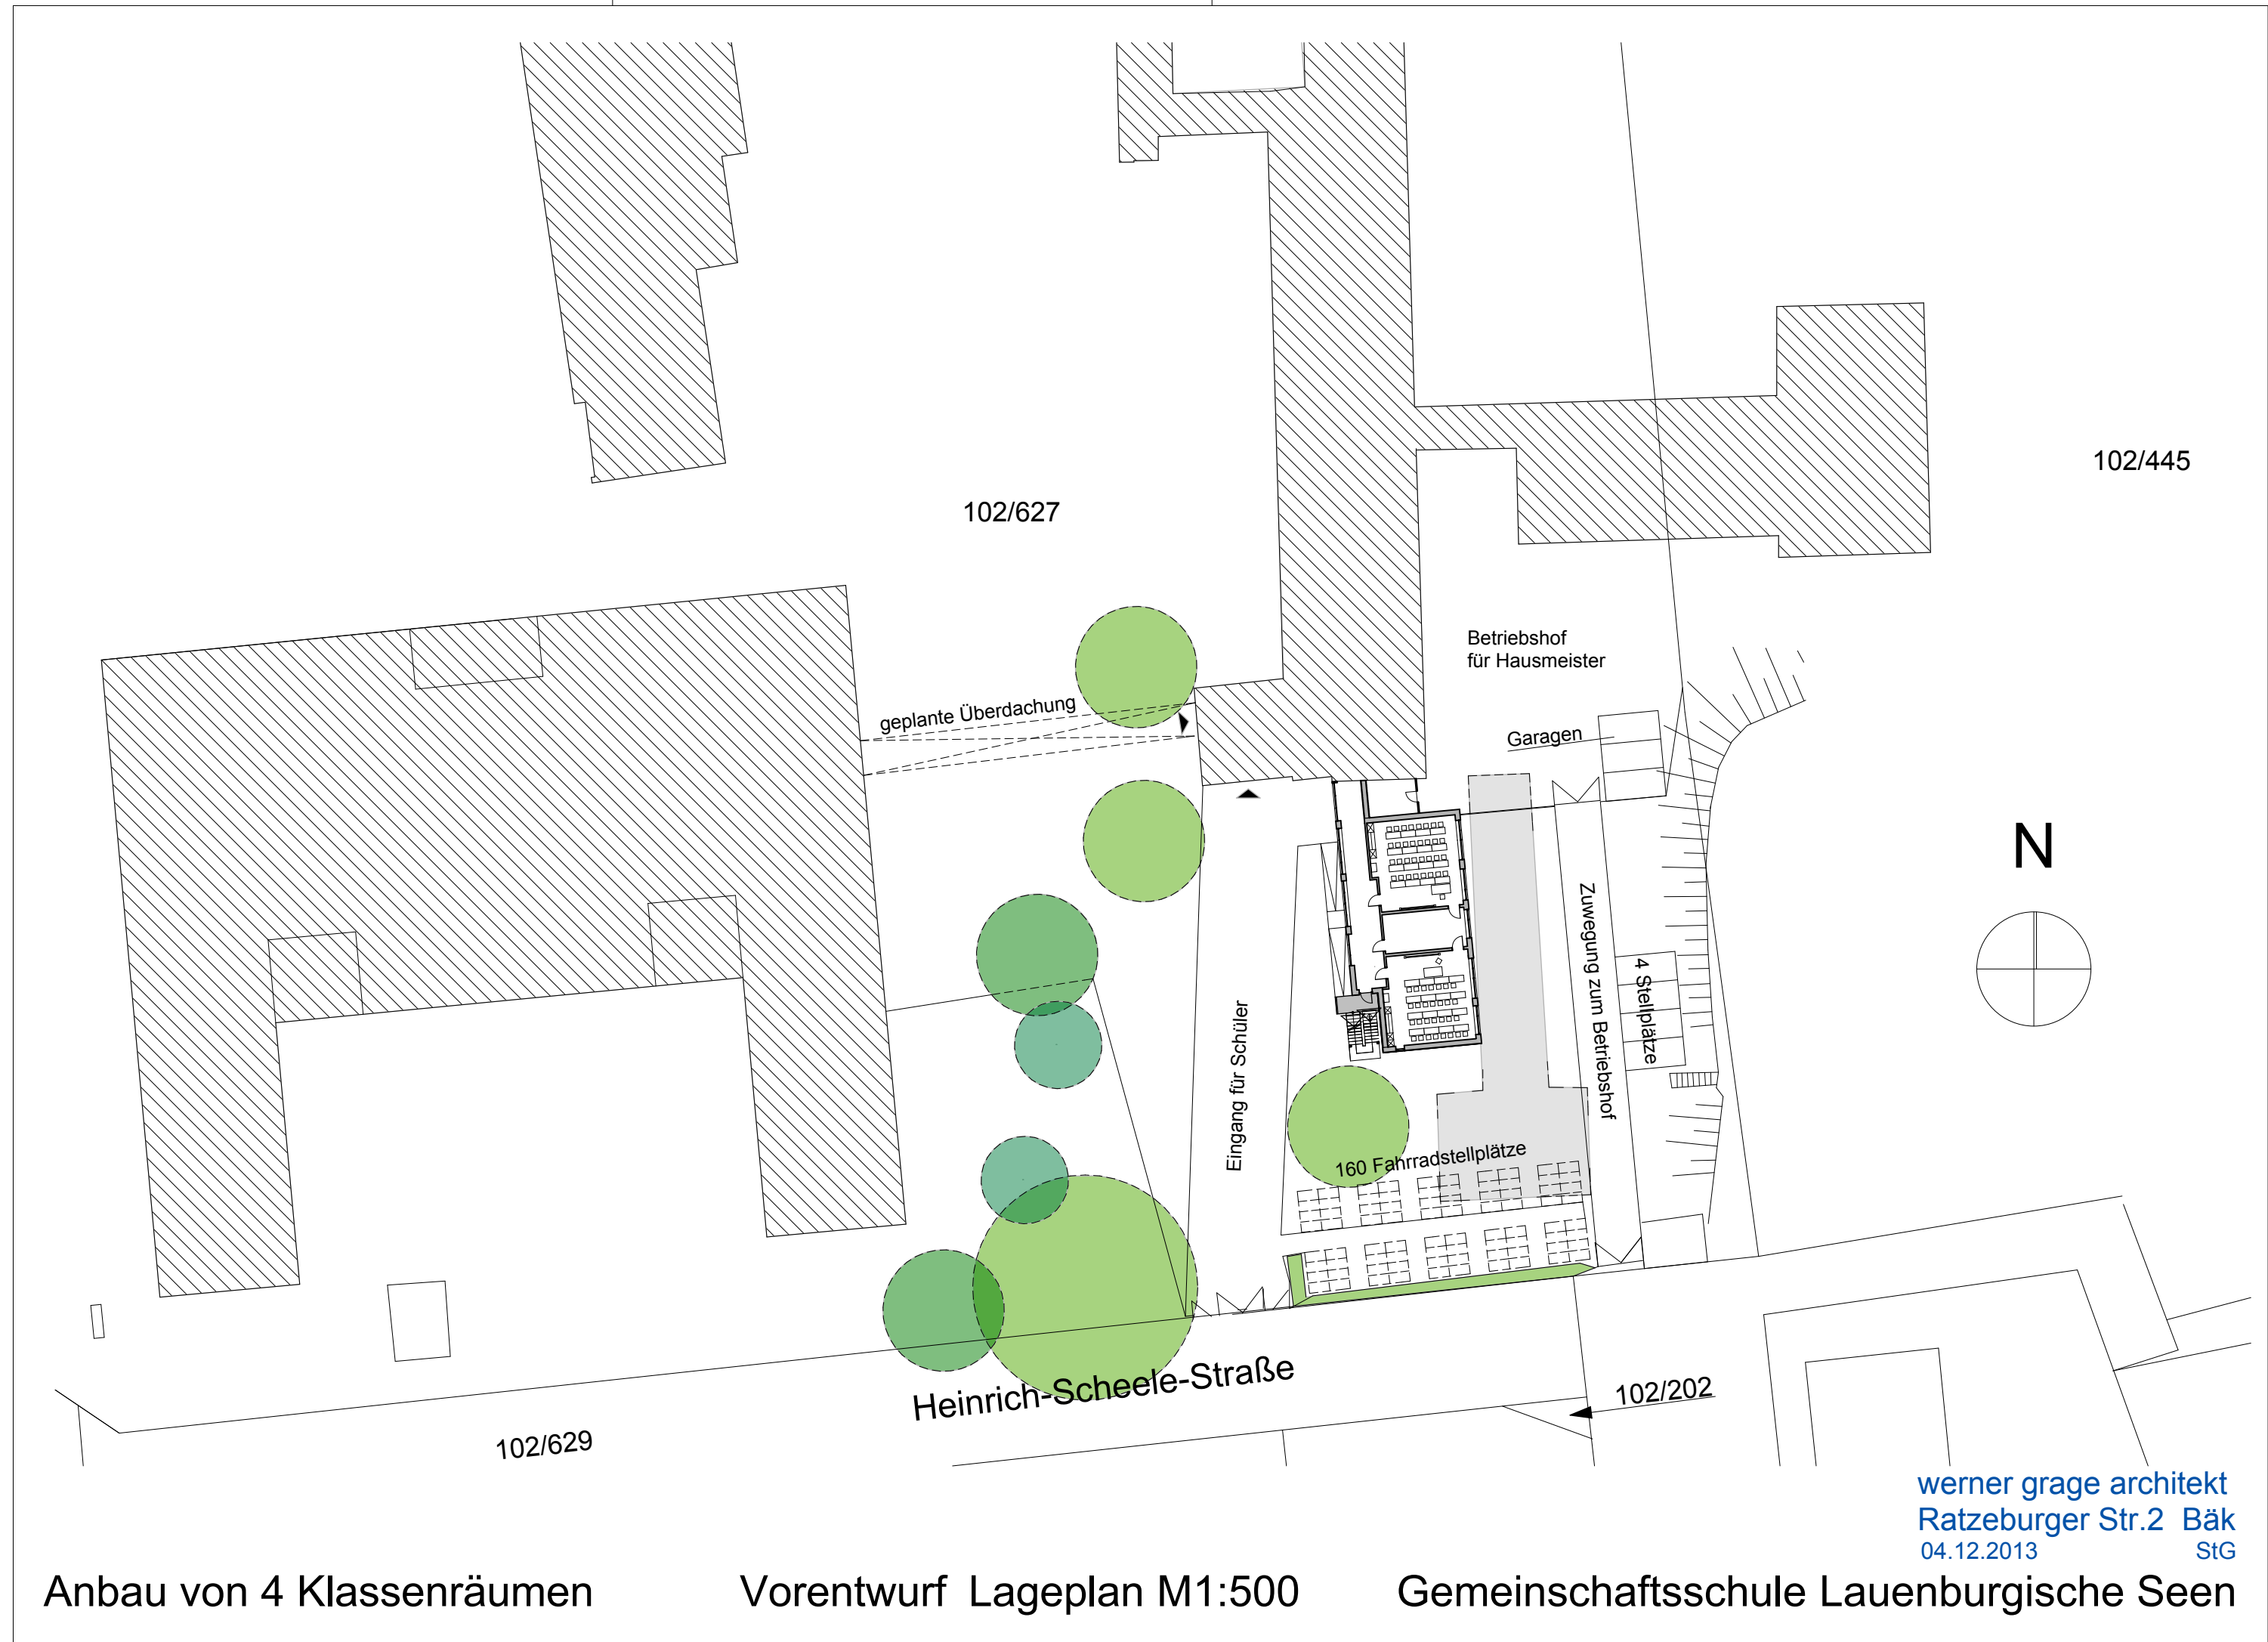 102/445
102/627
Betriebshof
für Hausmeister
geplante Überdachung
Garagen
N
Zuwegung zum Betriebshof
4 Stellplätze
Eingang für Schüler
160 Fahrradstellplätze
Heinrich-Scheele-Straße
102/202
102/629
werner grage architekt
Ratzeburger Str.2 Bäk
04.12.2013 StG
Anbau von 4 Klassenräumen Vorentwurf Lageplan M1:500 Gemeinschaftsschule Lauenburgische Seen